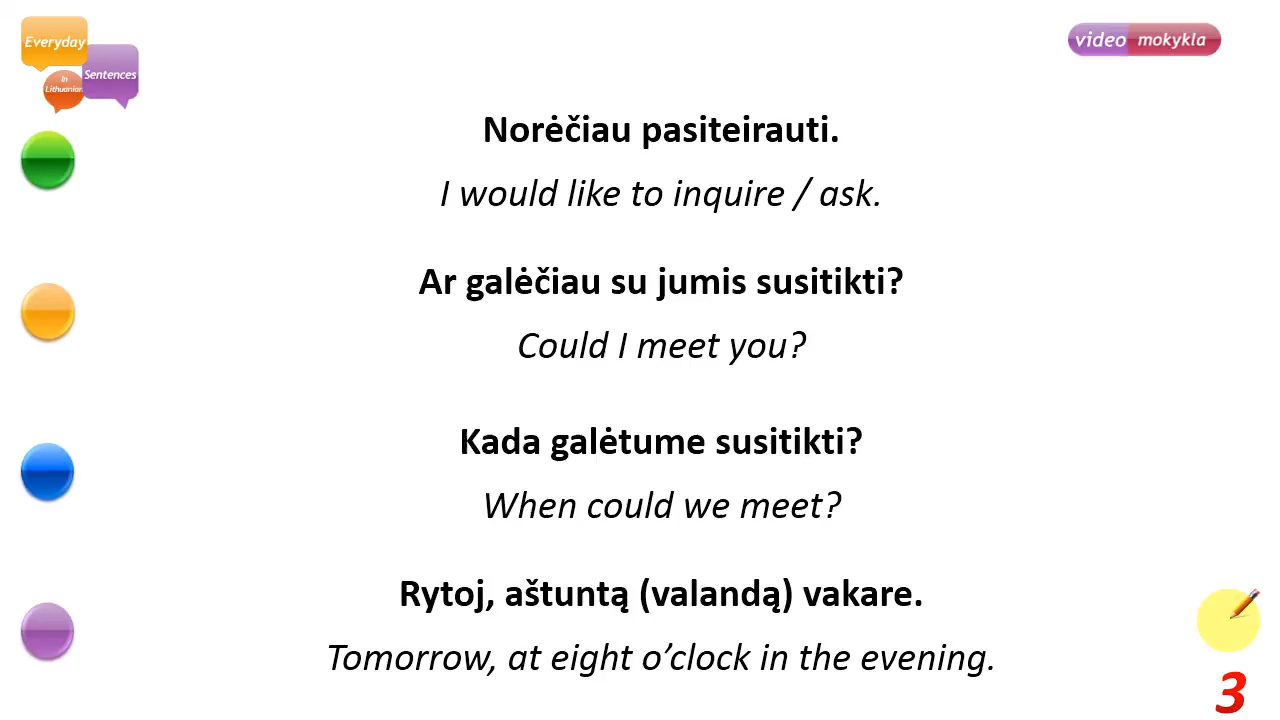 Everyday
Sentences
In
Lithuanian
video mokykla
Norėčiau pasiteirauti.
I would like to inquire / ask.
Ar galėčiau su jumis susitikti?
Could I meet you?
Kada galėtume susitikti?
When could we meet?
Rytoj, aštuntą (valandą) vakare.
Tomorrow, at eight o’clock in the evening.
3